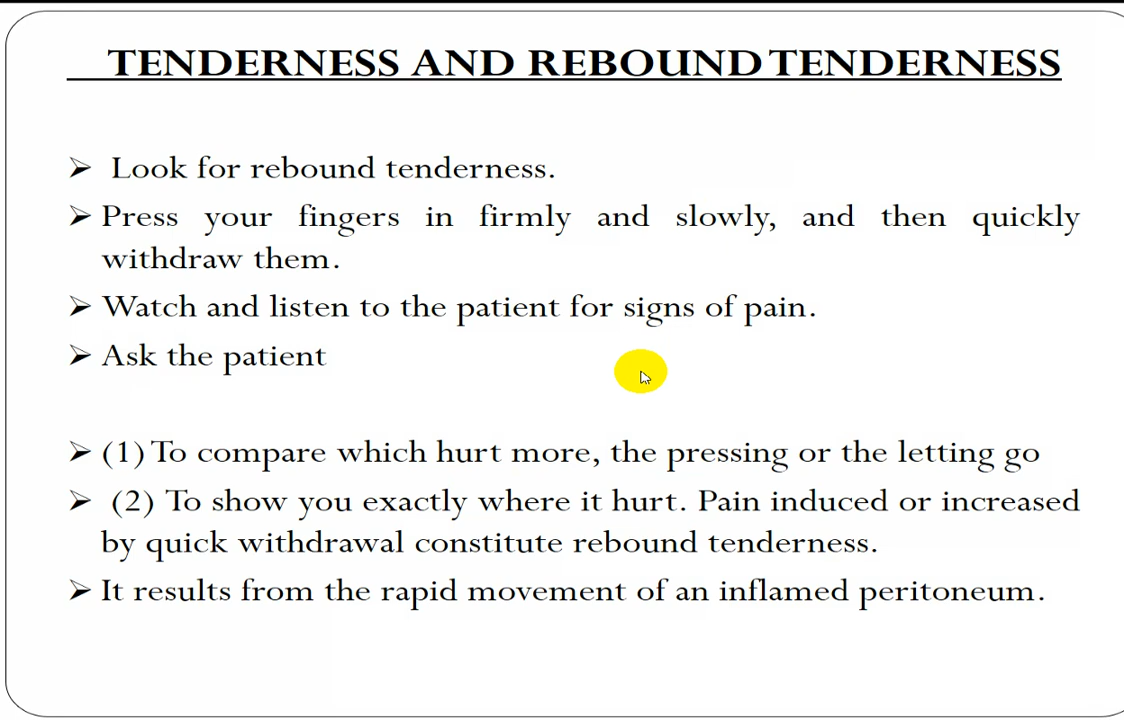 TENDERNESS AND REBOUND TENDERNESS
➢ Look for rebound tenderness.
➢ Press your fingers in firmly and slowly, and then quickly
withdraw them.
➢ Watch and listen to the patient for signs of pain.
➢ Ask the patient
➢ (1) To compare which hurt more, the pressing or the letting go
➢ (2) To show you exactly where it hurt. Pain induced or increased
by quick withdrawal constitute rebound tenderness.
➢ It results from the rapid movement of an inflamed peritoneum.